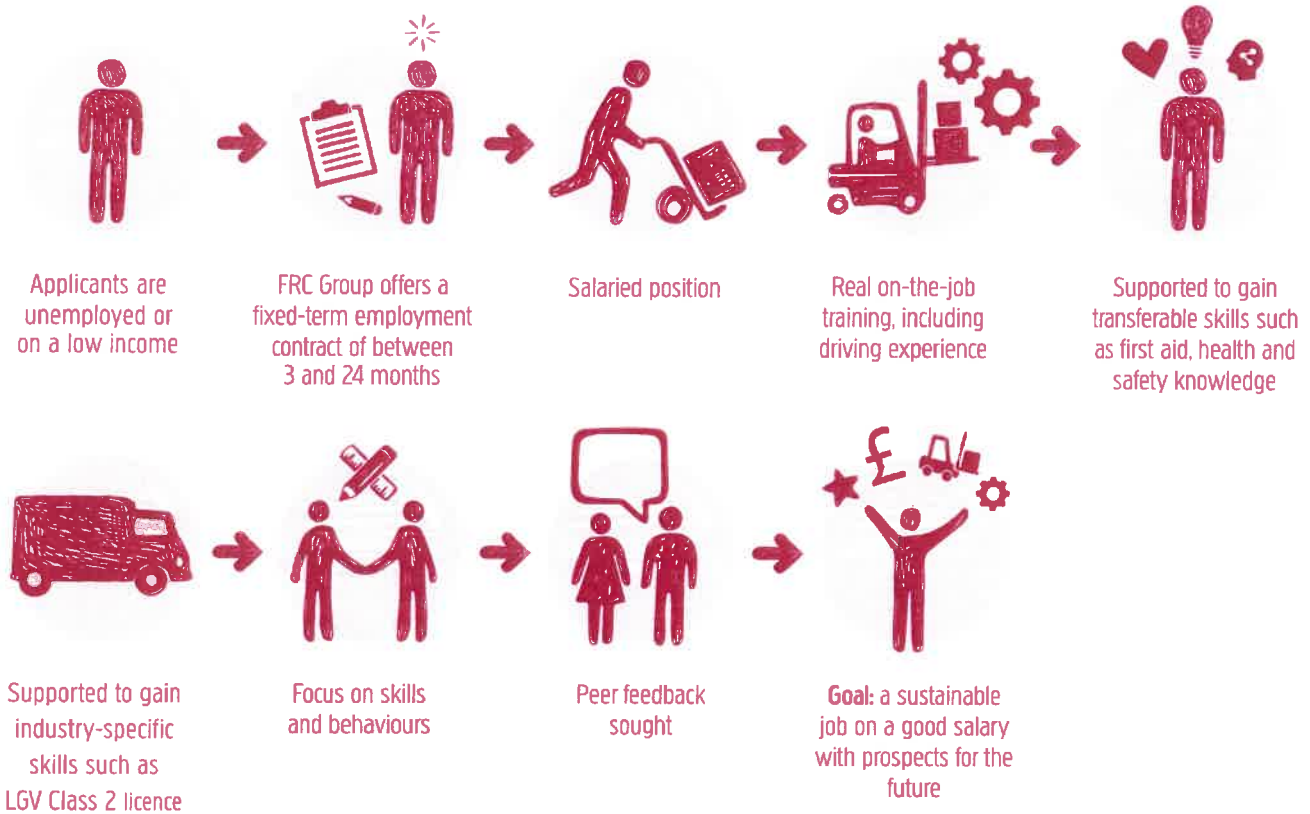 Applicants are
unemployed or
on a low income
FRC Group offers a
fixed-term employment
contract of between
3 and 24 months
Salaried position
Real on-the-job
training, including
driving experience
Supported to gain
transferable skills such
as first aid, health and
safety knowledge
£
Supported to gain
industry-specific
skills such as
LGV Class 2 licence
Focus on skills
and behaviours
Peer feedback
sought
Goal: a sustainable
job on a good salary
with prospects for the
future